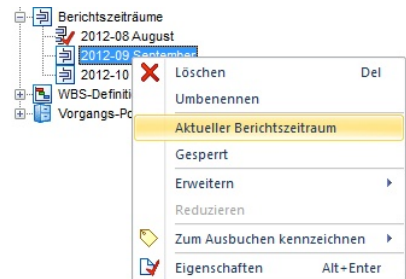 Berichtszeiträume
2012-08 August
2012-09 September
2012-10
WBS-Definiti
Vorgangs-Po
Löschen Del
Umbenennen
Aktueller Berichtszeitraum
Gesperrt
Erweitern
Reduzieren
Zum Ausbuchen kennzeichnen
Eigenschaften Alt+Enter